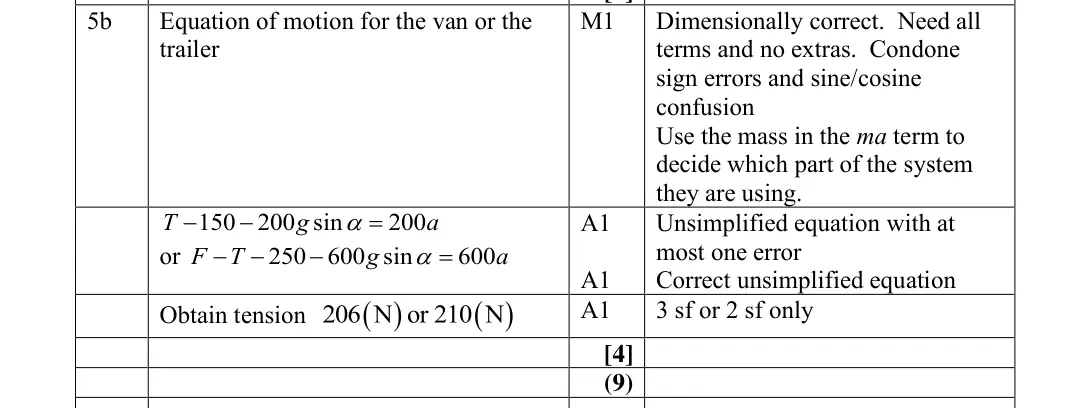 5b Equation of motion for the van or the M1 Dimensionally correct. Need all
trailer terms and no extras. Condone
sign errors and sine/cosine
confusion
Use the mass in the ma term to
decide which part of the system
they are using.
T − 150 − 200g sin α = 200a A1 Unsimplified equation with at
most one error
or F − T − 250 − 600g sin α = 600a
A1 Correct unsimplified equation
Obtain tension 206(N) or 210(N) A1 3 sf or 2 sf only
[4]
(9)